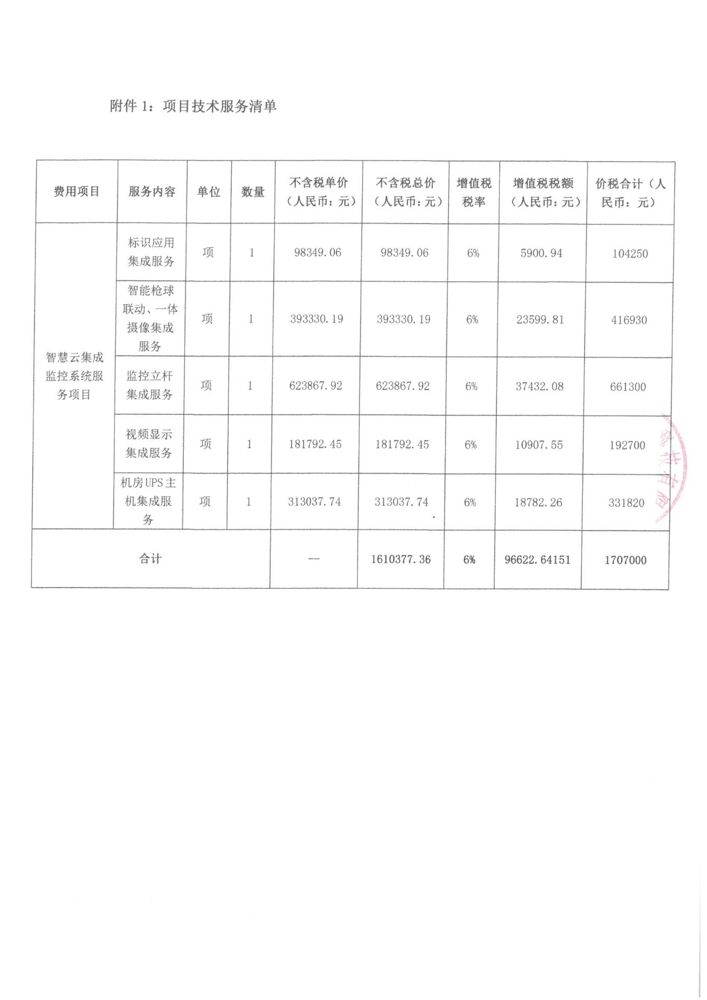 附件 1：项目技术服务清单
费用项目
服务内容
单位
数量
不含税单价
（人民币：元）
不含税总价
（人民币：元）
增值税
税率
增值税税额
（人民币：元）
价税合计（人
民币：元）
智慧云集成
监控系统服
务项目
标识应用
集成服务
项
1
98349.06
98349.06
6%
5900.94
104250
智能枪球
联动、一体
摄像集成
服务
项
1
393330.19
393330.19
6%
23599.81
416930
监控立杆
集成服务
项
1
623867.92
623867.92
6%
37432.08
661300
视频显示
集成服务
项
1
181792.45
181792.45
6%
10907.55
192700
机房UPS主
机集成服
务
项
1
313037.74
313037.74
6%
18782.26
331820
合计
--
1610377.36
6%
96622.64151
1707000
技有限